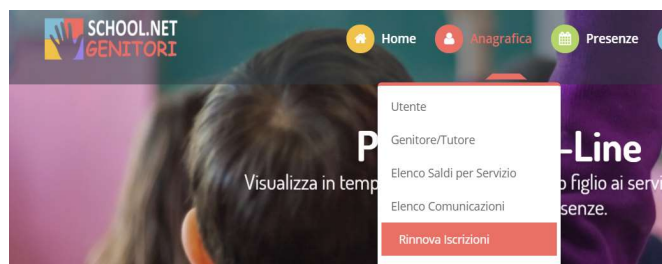 SCHOOL.NET
GENITORI
Home
Anagrafica
Presenze
Utente
Genitore/Tutore
Elenco Saldi per Servizio
Elenco Comunicazioni
Rinnova Iscrizioni
P -Line
Visualizza in temp figlio ai servi
senze.